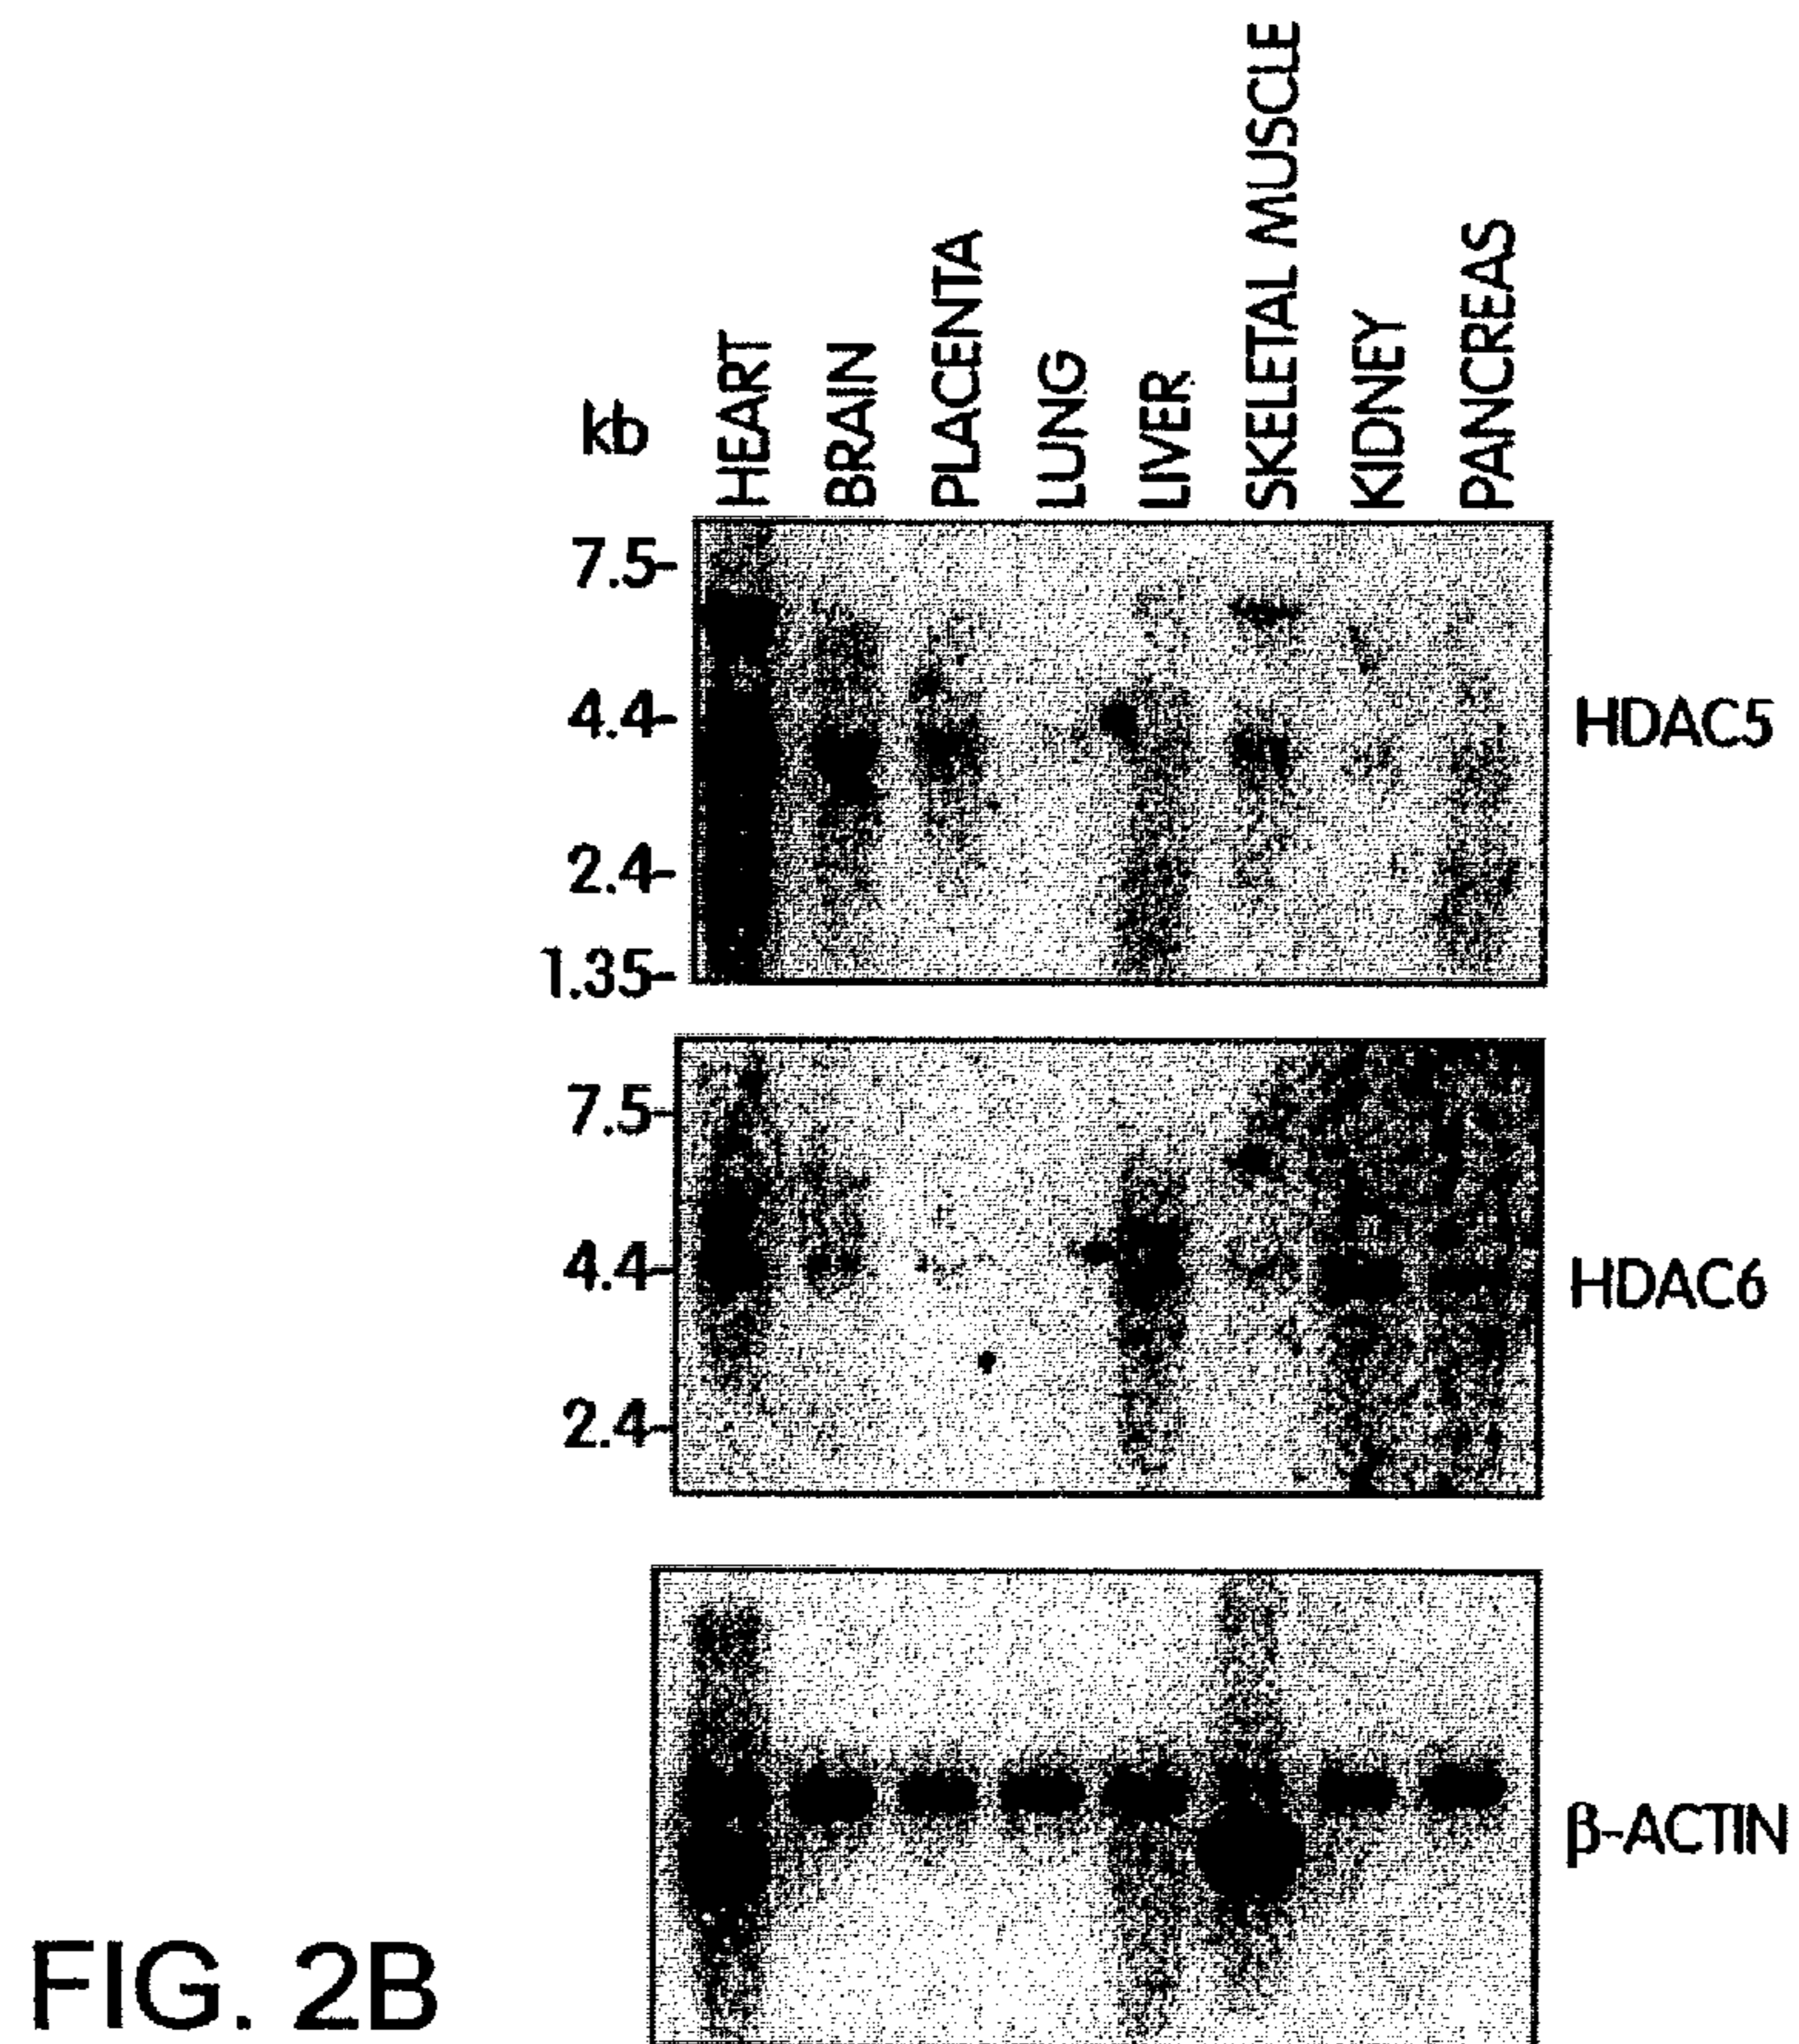 kb
HEART
BRAIN
PLACENTA
LUNG
LIVER
SKELETAL MUSCLE
KIDNEY
PANCREAS
7.5-
4.4-
2.4-
1.35-
HDAC5
7.5-
4.4-
2.4-
HDAC6
β-ACTIN
FIG. 2B